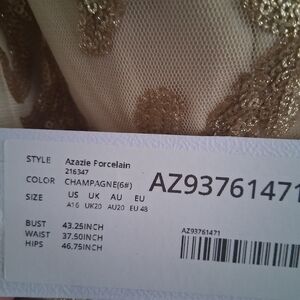 STYLE Azazie Porcelain
216347
COLOR CHAMPAGNE(6#)
AZ93761471
SIZE US UK AU EU
A16 UK20 AU20 EU 48
BUST 43.25INCH
WAIST 37.50INCH
HIPS 46.75INCH
AZ93761471